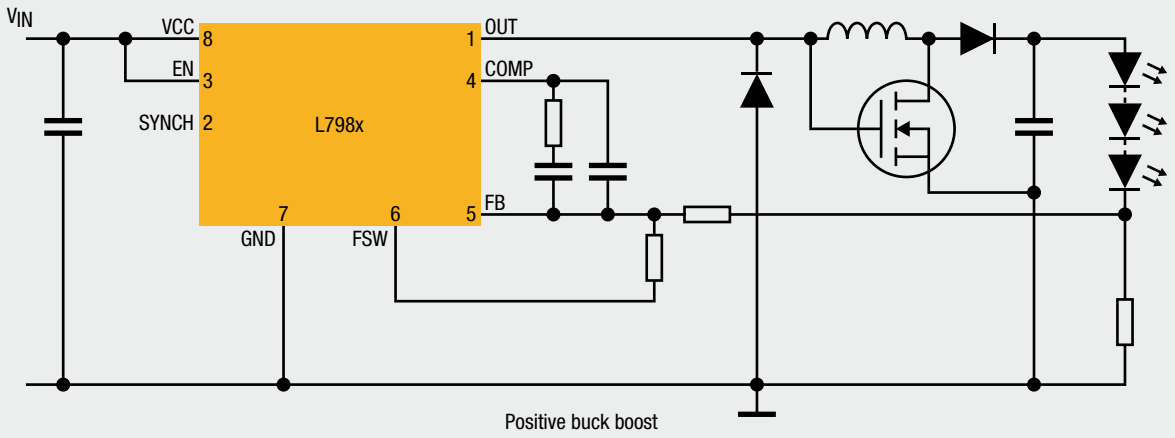 VIN
VCC 8 1 OUT
EN 3 4 COMP
SYNCH 2 L798x
7 6 5 FB
GND FSW
Positive buck boost